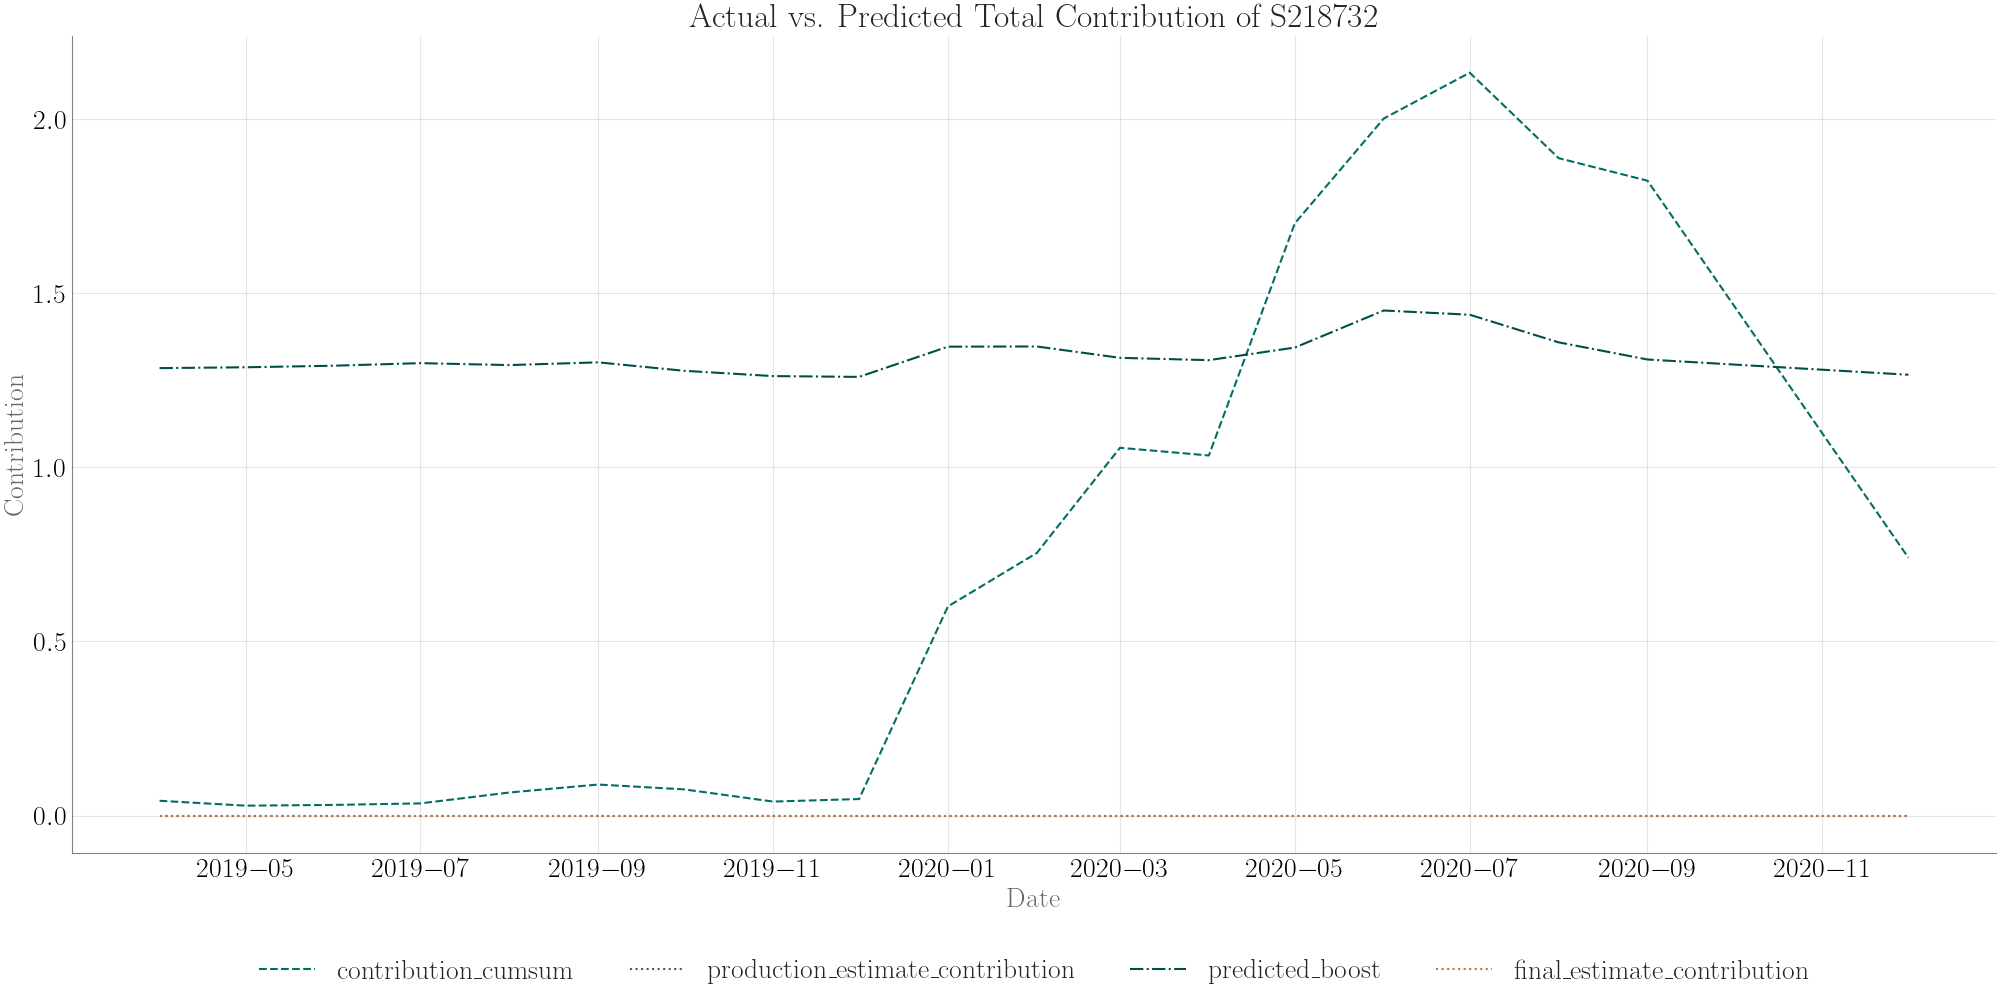 Actual vs. Predicted Total Contribution of S218732
Contribution
2.0
1.5
1.0
0.5
0.0
2019–05 2019–07 2019–09 2019–11 2020–01 2020–03 2020–05 2020–07 2020–09 2020–11
Date
contribution_cumsum production_estimate_contribution predicted_boost final_estimate_contribution